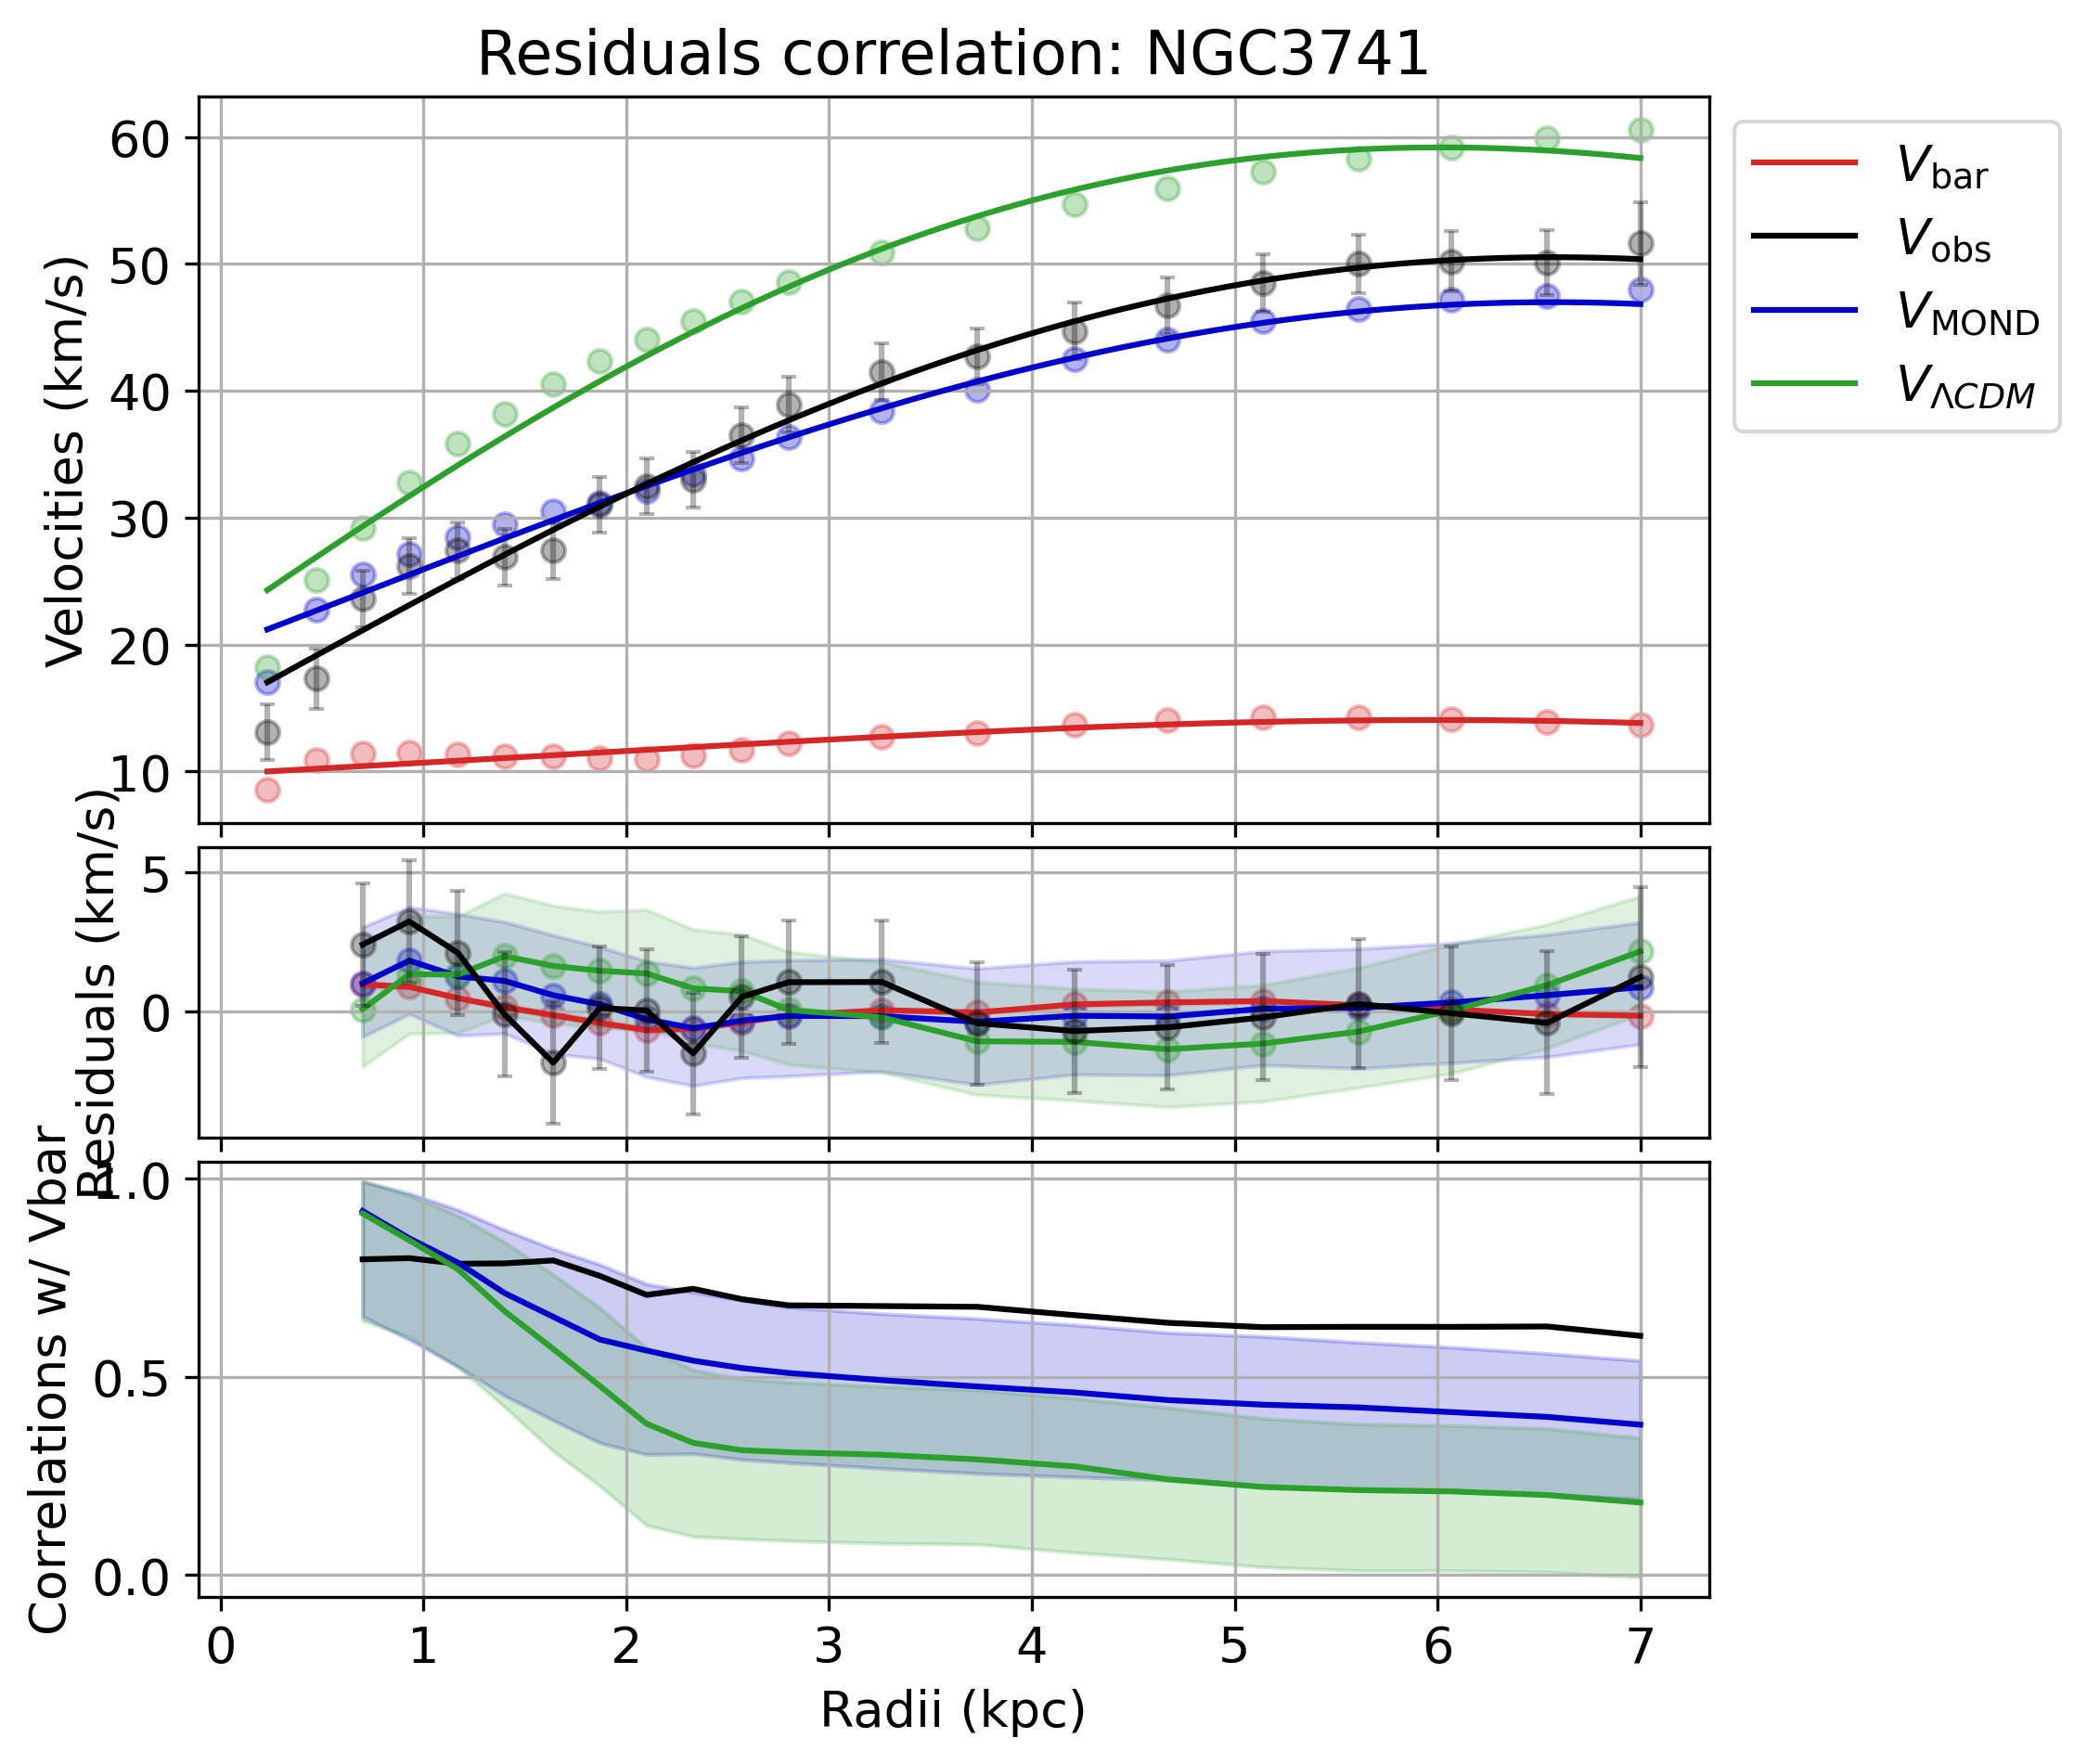 Residuals correlation: NGC3741
Velocities (km/s)
60
50
40
30
20
10
V_bar
V_obs
V_MOND
V_ΛCDM
Residuals (km/s)
5
0
Correlations w/ Vbar
1.0
0.5
0.0
0 1 2 3 4 5 6 7
Radii (kpc)